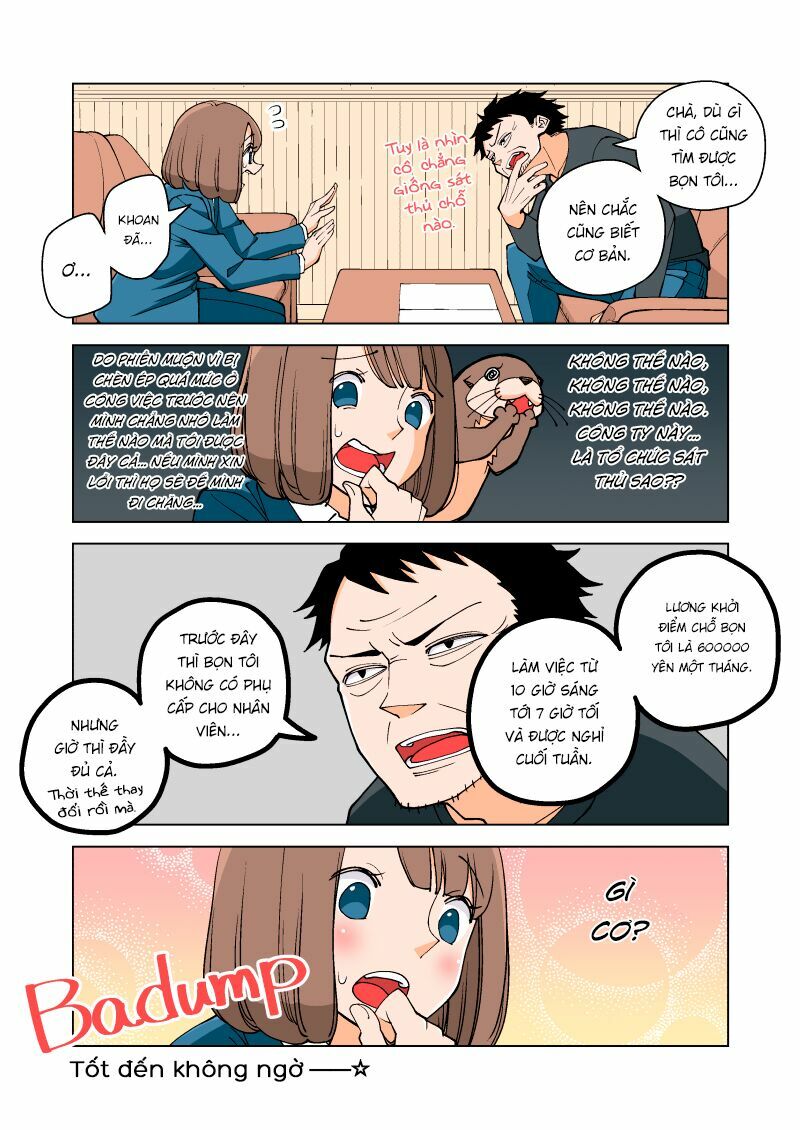 CHÀ, DÙ GÌ
THÌ CÔ CŨNG
TÌM ĐƯỢC
BỌN TÔI...
NÊN CHẮC
CŨNG BIẾT
CƠ BẢN.
Tuy là nhìn
cô chẳng
giống sát
thủ chỗ
nào.
KHOAN
ĐÃ...
Ơ...
KHÔNG THỂ NÀO,
KHÔNG THỂ NÀO,
KHÔNG THỂ NÀO.
CÔNG TY NÀY...
LÀ TỔ CHỨC SÁT
THỦ SAO??
DO PHIỀN MUỘN VÌ BỊ
CHÈN ÉP QUÁ MỨC Ở
CÔNG VIỆC TRƯỚC NÊN
MÌNH CHẲNG NHỚ LÀM
THẾ NÀO MÀ TỚI ĐƯỢC
ĐÂY CẢ... NẾU MÌNH XIN
LỖI THÌ HỌ SẼ ĐỂ MÌNH
ĐI CHĂNG...
LƯƠNG KHỞI
ĐIỂM CHỖ BỌN
TÔI LÀ 600000
YÊN MỘT THÁNG.
LÀM VIỆC TỪ
10 GIỜ SÁNG
TỚI 7 GIỜ TỐI
VÀ ĐƯỢC NGHỈ
CUỐI TUẦN.
TRƯỚC ĐÂY
THÌ BỌN TÔI
KHÔNG CÓ PHỤ
CẤP CHO NHÂN
VIÊN...
NHƯNG
GIỜ THÌ ĐẦY
ĐỦ CẢ.
Thời thế thay
đổi rồi mà.
GÌ
CƠ?
Badump
Tốt đến không ngờ ──☆